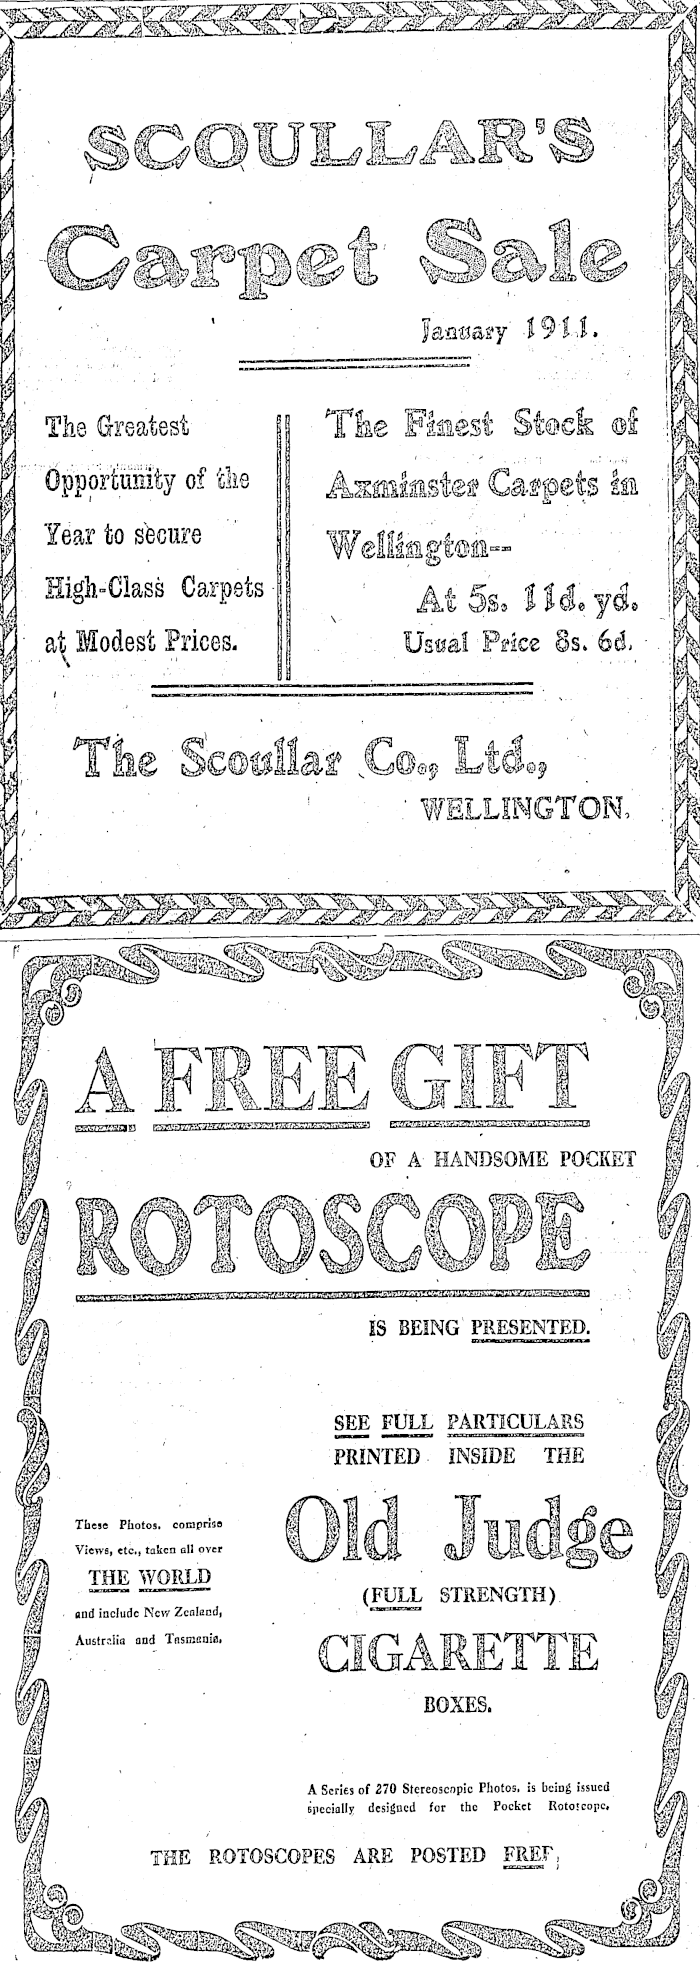 SCOULLAR'S
Carpet Sale
January 1911.
The Greatest
Opportunity of the
Year to secure
High-Class Carpets
at Modest Prices.
The Finest Stock of
Axminster Carpets in
Wellington--
At 5s. 11d. yd.
Usual Price 8s. 6d.
The Scoullar Co., Ltd.,
WELLINGTON.
A FREE GIFT
OF A HANDSOME POCKET
ROTOSCOPE
IS BEING PRESENTED.
SEE FULL PARTICULARS
PRINTED INSIDE THE
Old Judge
(FULL STRENGTH)
CIGARETTE
BOXES.
These Photos. comprise
Views, etc., taken all over
THE WORLD
and include New Zealand,
Australia and Tasmania.
A Series of 270 Stereoscopic Photos. is being issued
specially designed for the Pocket Rotoscope.
THE ROTOSCOPES ARE POSTED FREE.